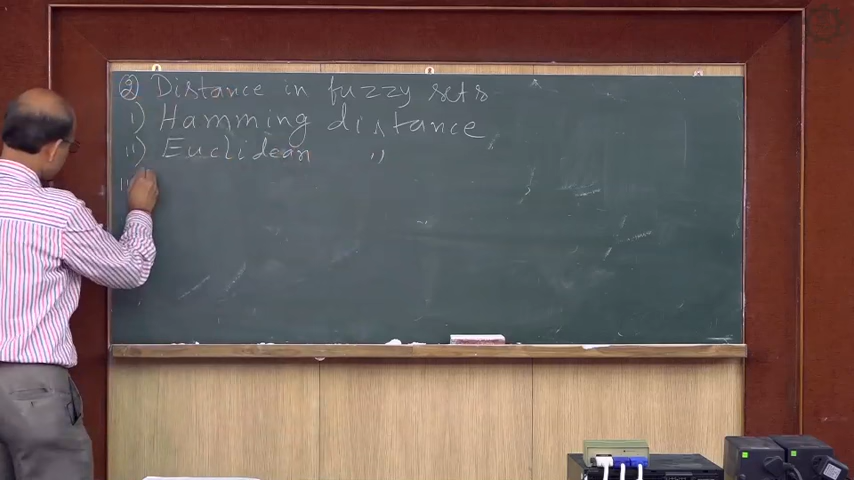 ② Distance in fuzzy sets
i) Hamming distance
ii) Euclidean "